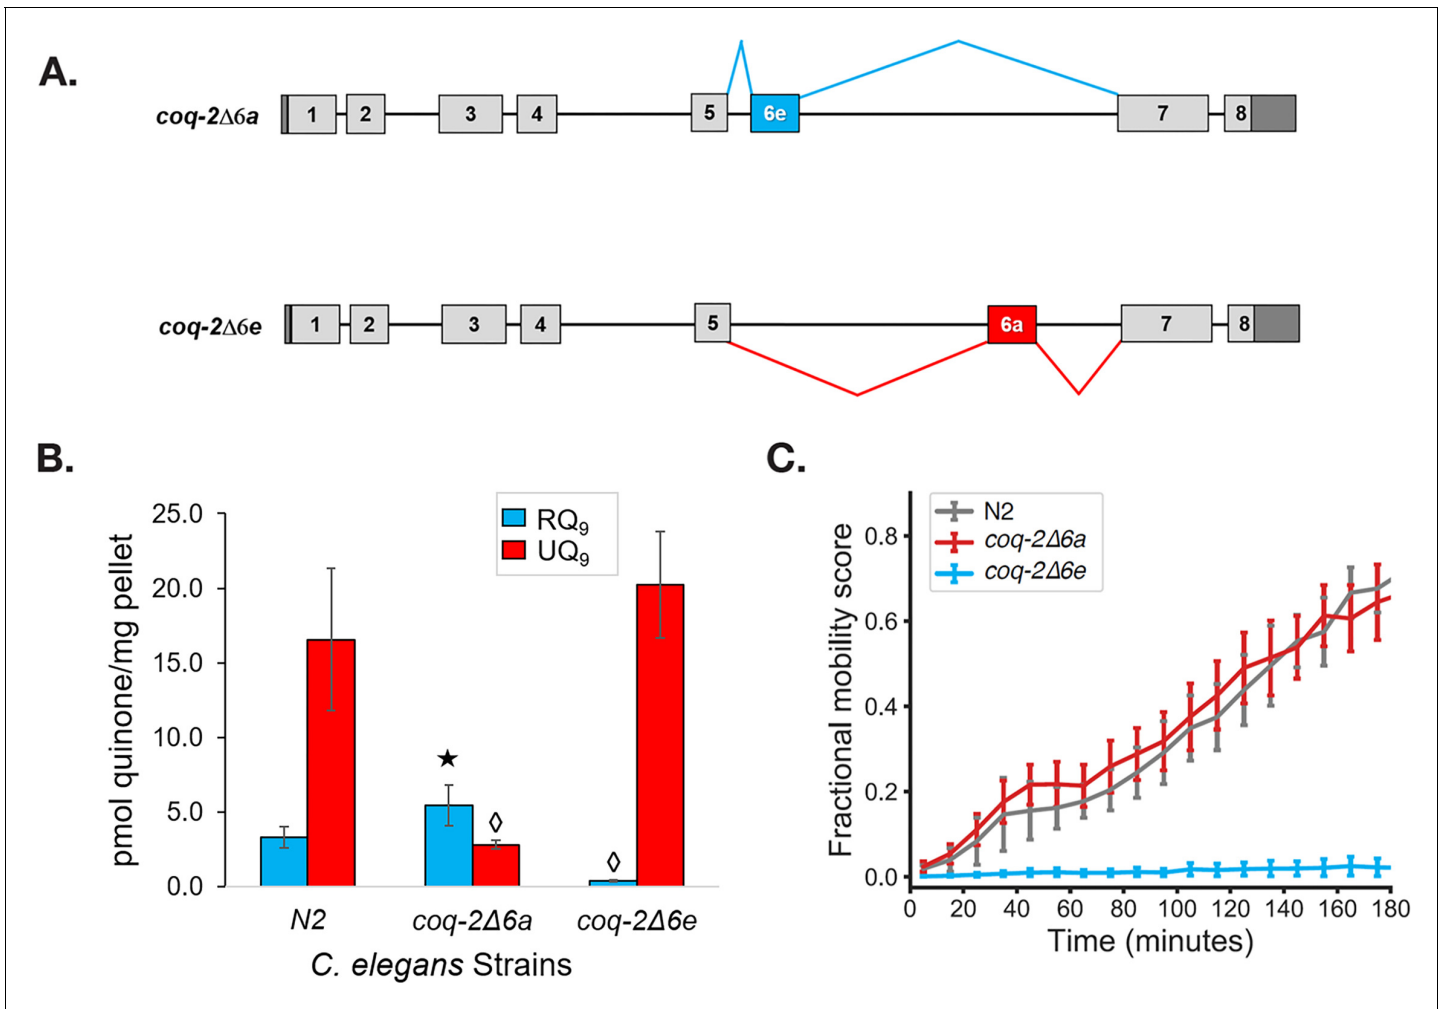 A.
coq-2Δ6a
1 2 3 4 5 6e 7 8
coq-2Δ6e
1 2 3 4 5 6a 7 8
B.
25.0
20.0
15.0
10.0
5.0
0.0
pmol quinone/mg pellet
RQ9
UQ9
★
◊
◊
N2 coq-2Δ6a coq-2Δ6e
C. elegans Strains
C.
N2
coq-2Δ6a
coq-2Δ6e
Fractional mobility score
0.8
0.6
0.4
0.2
0.0
0 20 40 60 80 100 120 140 160 180
Time (minutes)